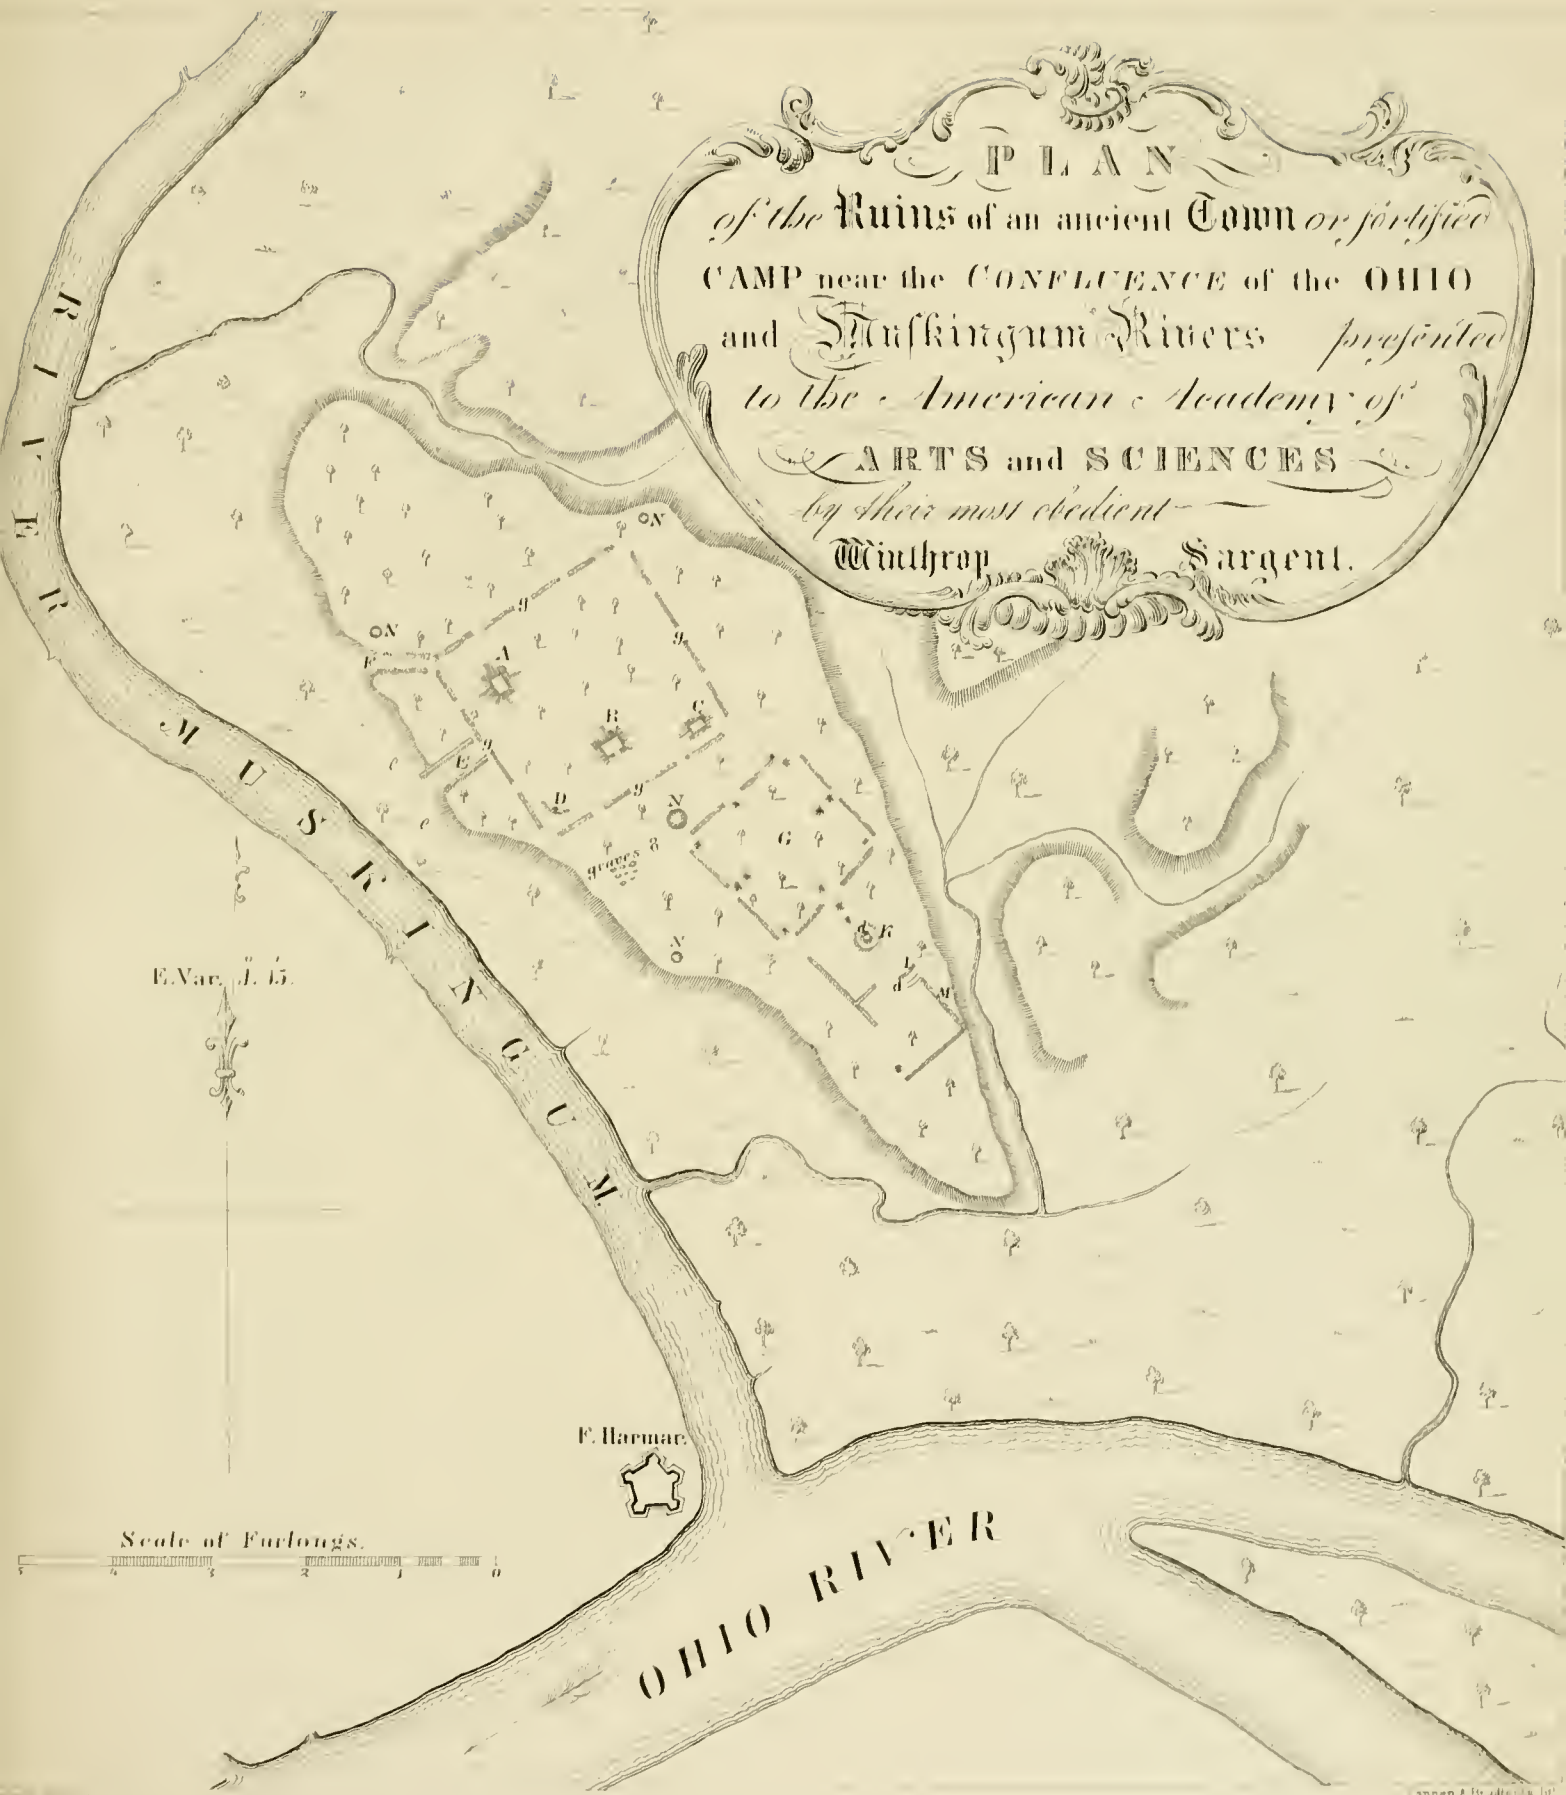 PLAN
of the Ruins of an ancient Town or fortified
CAMP near the CONFLUENCE of the OHIO
and Muſkingum Rivers preſented
to the American Academy of
ARTS and SCIENCES
by their most obedient
Winthrop Sargent.
MUSKINGUM.
RIVER
N
N
g
g
F
A
B
C
g
E
D
g
N
G
graves 8
N
K
L
d
M
e
e
E.Var.
F. Harmar.
Scale of Furlongs.
5 4 3 2 1 0
OHIO RIVER